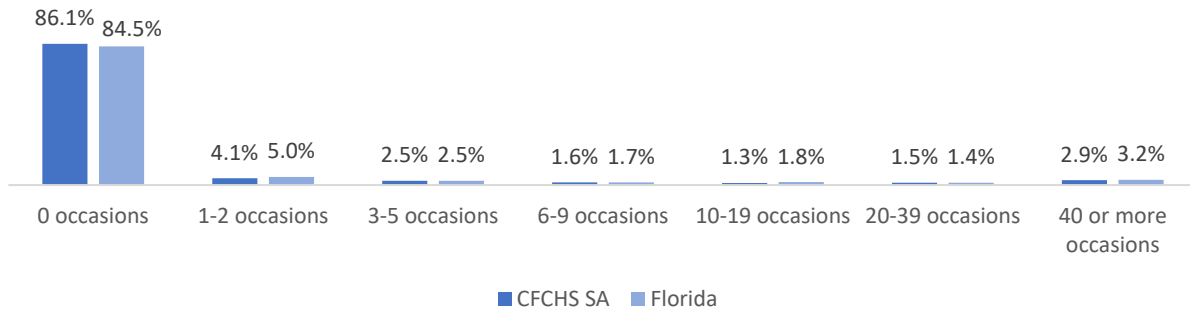 86.1% 84.5%
4.1% 5.0%
2.5% 2.5%
1.6% 1.7%
1.3% 1.8%
1.5% 1.4%
2.9% 3.2%
0 occasions
1-2 occasions
3-5 occasions
6-9 occasions
10-19 occasions
20-39 occasions
40 or more
occasions
CFCHS SA
Florida